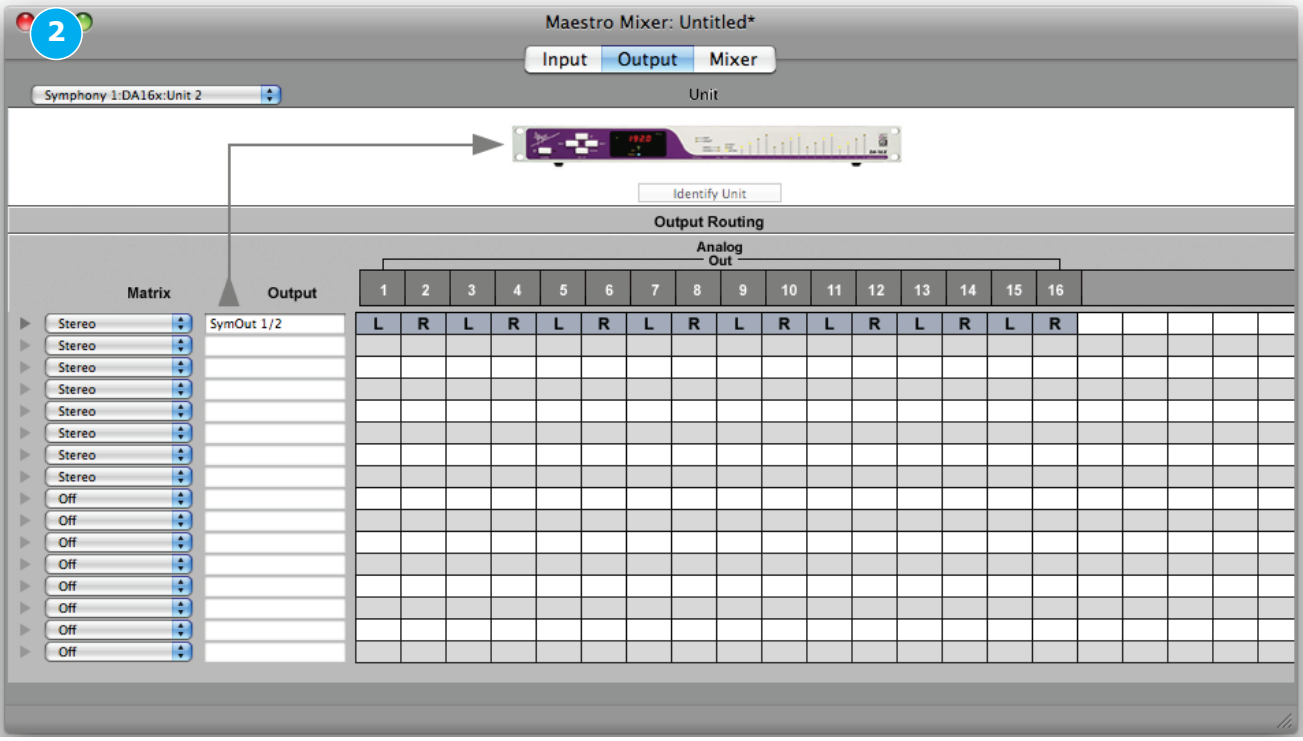 2
Maestro Mixer: Untitled*
Input Output Mixer
Symphony 1:DA16x:Unit 2
Unit
192.0
Identify Unit
Output Routing
Analog
Out
Matrix Output 1 2 3 4 5 6 7 8 9 10 11 12 13 14 15 16
Stereo SymOut 1/2 L R L R L R L R L R L R L R L R
Stereo
Stereo
Stereo
Stereo
Stereo
Stereo
Stereo
Off
Off
Off
Off
Off
Off
Off
Off